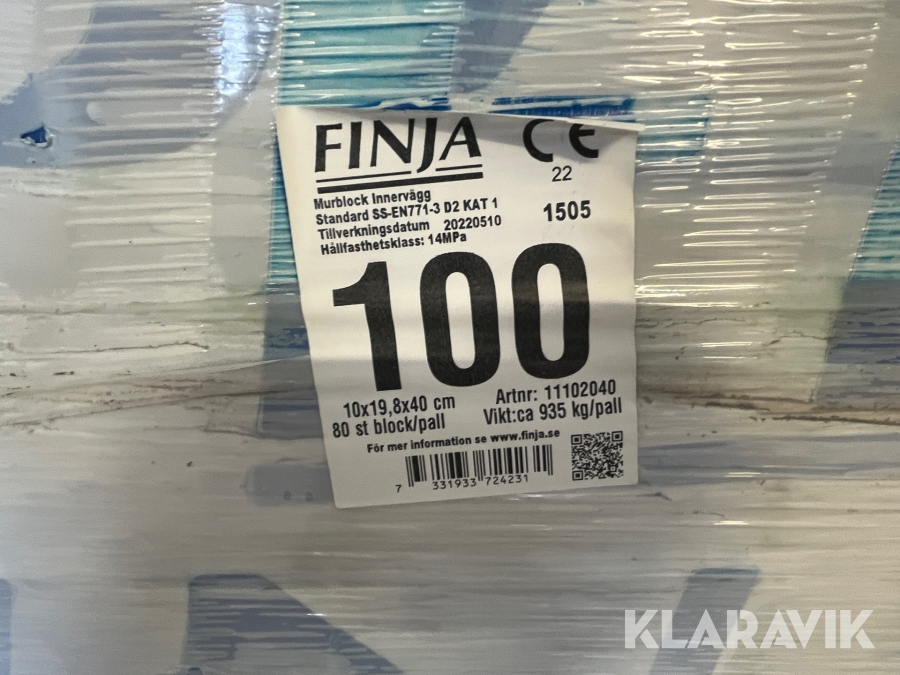 FINJA
CE
22
Murblock Innervägg
Standard SS-EN771-3 D2 KAT 1
Tillverkningsdatum 20220510
1505
Hållfasthetsklass: 14MPa
100
10x19,8x40 cm
Artnr: 11102040
80 st block/pall
Vikt:ca 935 kg/pall
För mer information se www.finja.se
7 331933 724231
KLARAVIK